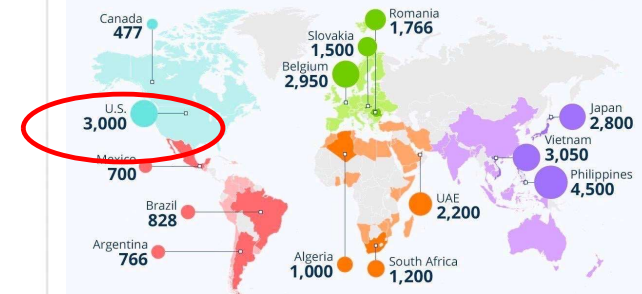 Canada
477
U.S.
3,000
Mexico
700
Brazil
828
Argentina
766
Romania
1,766
Slovakia
1,500
Belgium
2,950
Algeria
1,000
South Africa
1,200
UAE
2,200
Japan
2,800
Vietnam
3,050
Philippines
4,500